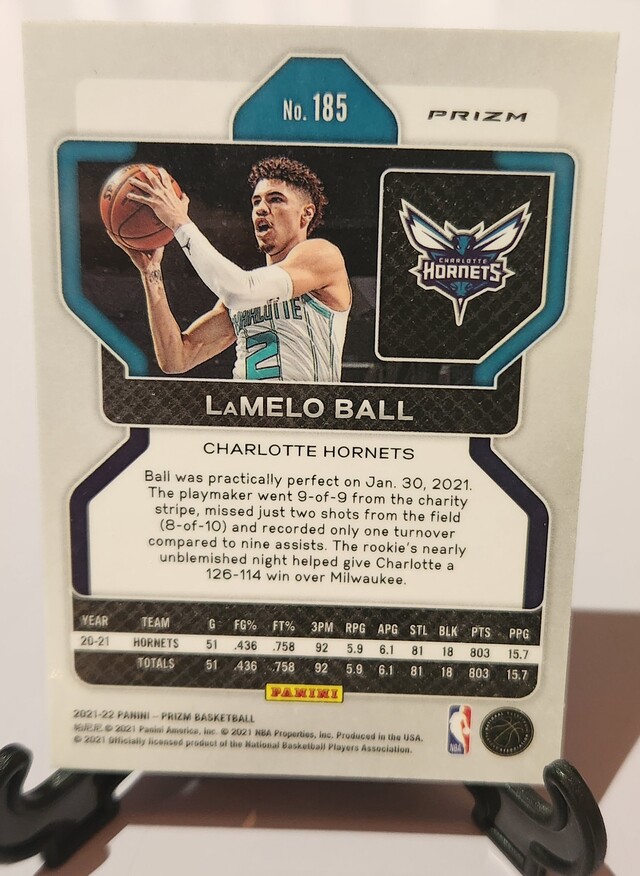 No. 185
PRIZM
CHARLOTTE
HORNETS
CHARLOTTE
2
LaMELO BALL
CHARLOTTE HORNETS
Ball was practically perfect on Jan. 30, 2021.
The playmaker went 9-of-9 from the charity
stripe, missed just two shots from the field
(8-of-10) and recorded only one turnover
compared to nine assists. The rookie's nearly
unblemished night helped give Charlotte a
126-114 win over Milwaukee.
YEAR TEAM G FG% FT% 3PM RPG APG STL BLK PTS PPG
20-21 HORNETS 51 .436 .758 92 5.9 6.1 81 18 803 15.7
TOTALS 51 .436 .758 92 5.9 6.1 81 18 803 15.7
PANINI
2021-22 PANINI – PRIZM BASKETBALL
© 2021 Panini America, Inc. © 2021 NBA Properties, Inc. Produced in the USA.
© 2021 Officially licensed product of the National Basketball Players Association.
NBA